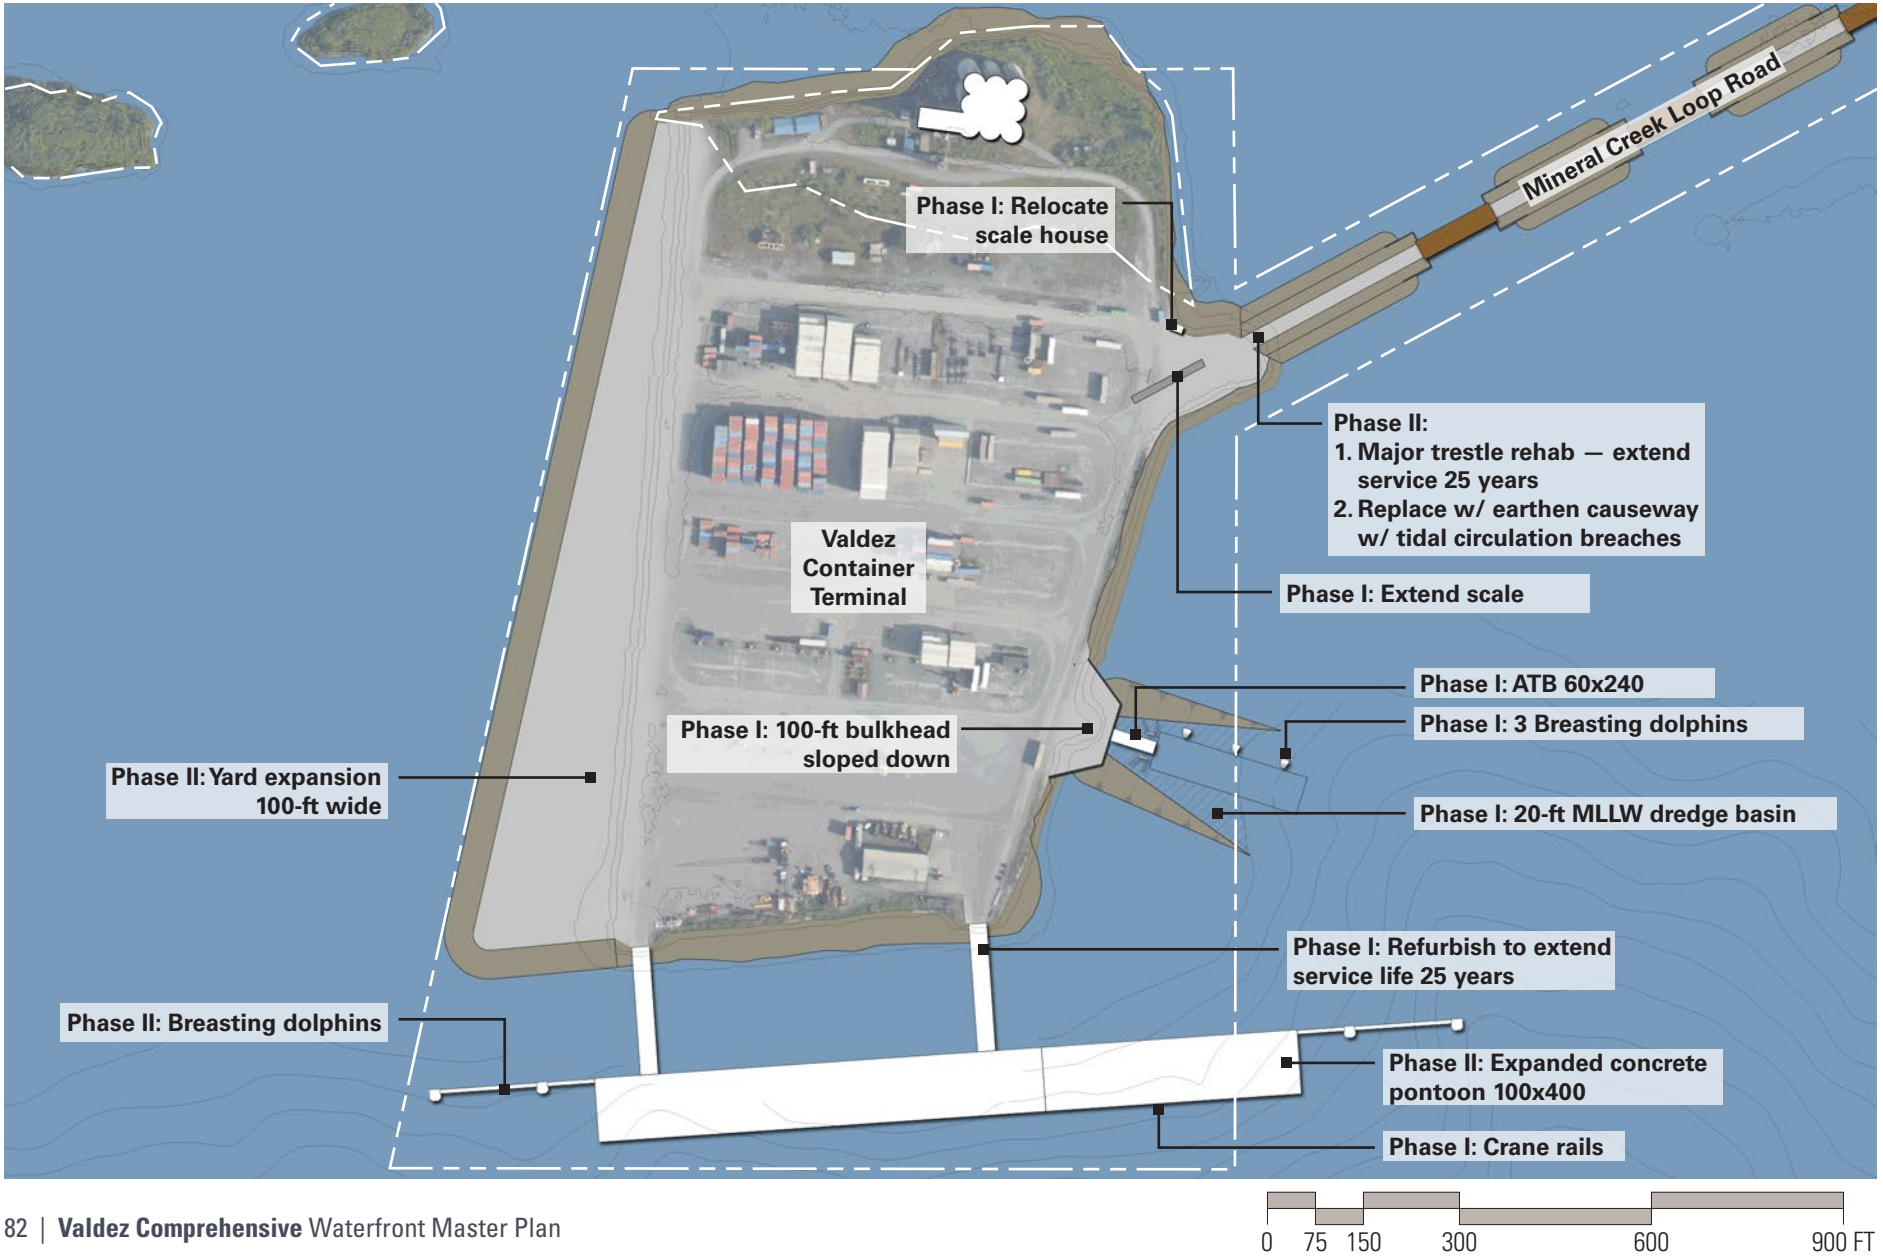 Mineral Creek Loop Road
Phase I: Relocate
scale house
Phase II:
1. Major trestle rehab — extend
service 25 years
2. Replace w/ earthen causeway
w/ tidal circulation breaches
Valdez
Container
Terminal
Phase I: Extend scale
Phase I: ATB 60x240
Phase I: 3 Breasting dolphins
Phase I: 100-ft bulkhead
sloped down
Phase II: Yard expansion
100-ft wide
Phase I: 20-ft MLLW dredge basin
Phase I: Refurbish to extend
service life 25 years
Phase II: Breasting dolphins
Phase II: Expanded concrete
pontoon 100x400
Phase I: Crane rails
82 | Valdez Comprehensive Waterfront Master Plan
0 75 150 300 600 900 FT